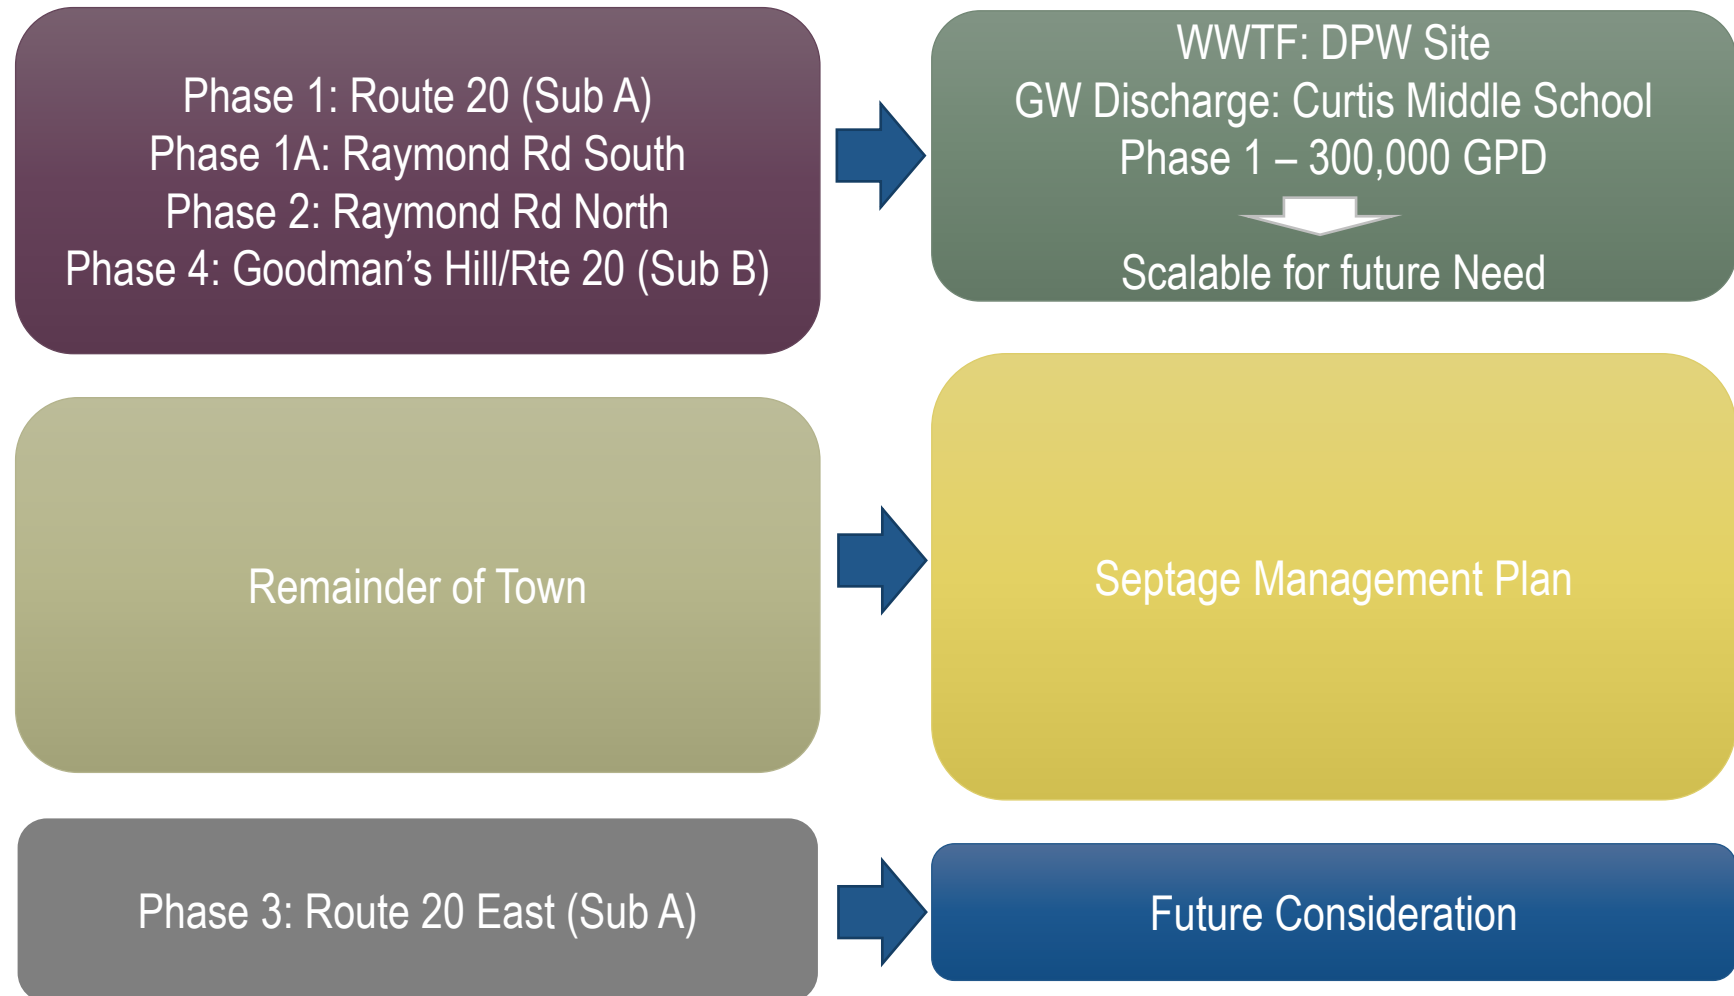 Phase 1: Route 20 (Sub A)
Phase 1A: Raymond Rd South
Phase 2: Raymond Rd North
Phase 4: Goodman’s Hill/Rte 20 (Sub B)
WWTF: DPW Site
GW Discharge: Curtis Middle School
Phase 1 – 300,000 GPD
Scalable for future Need
Remainder of Town
Septage Management Plan
Phase 3: Route 20 East (Sub A)
Future Consideration